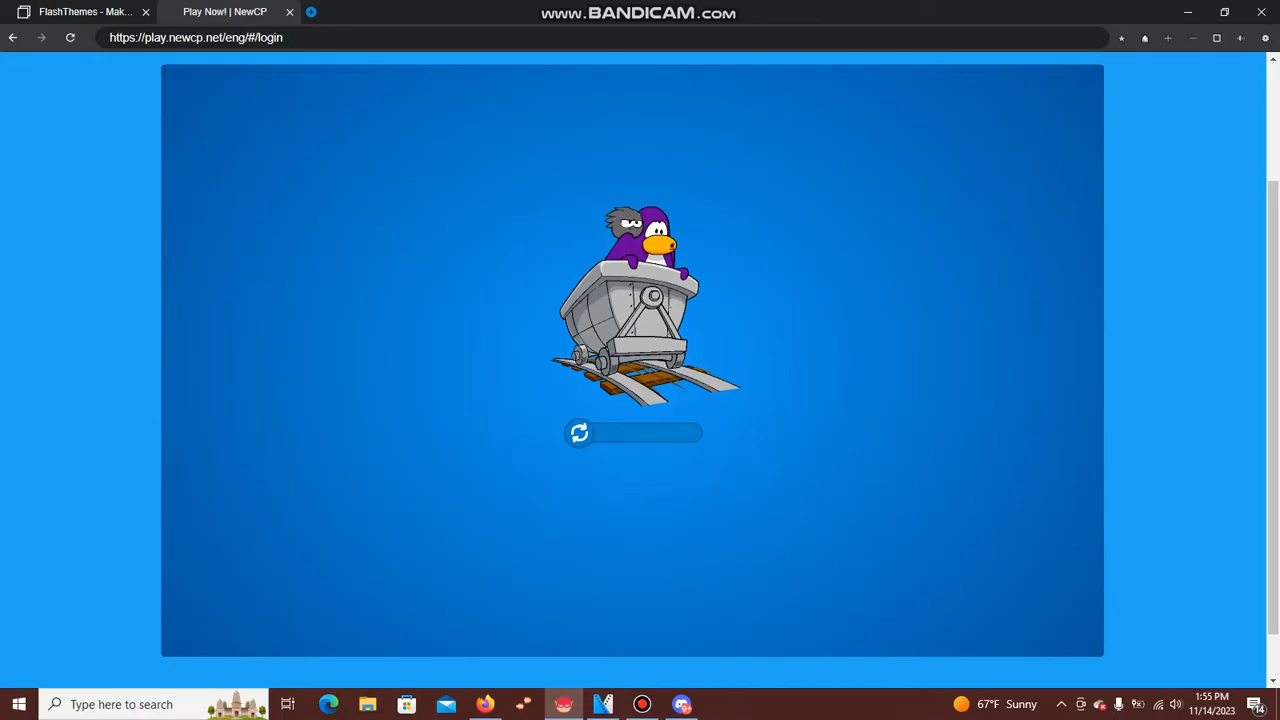 www.BANDICAM.com
FlashThemes - Mak...
Play Now! | NewCP
https://play.newcp.net/eng/#/login
Type here to search
67°F Sunny
1:55 PM
11/14/2023
14